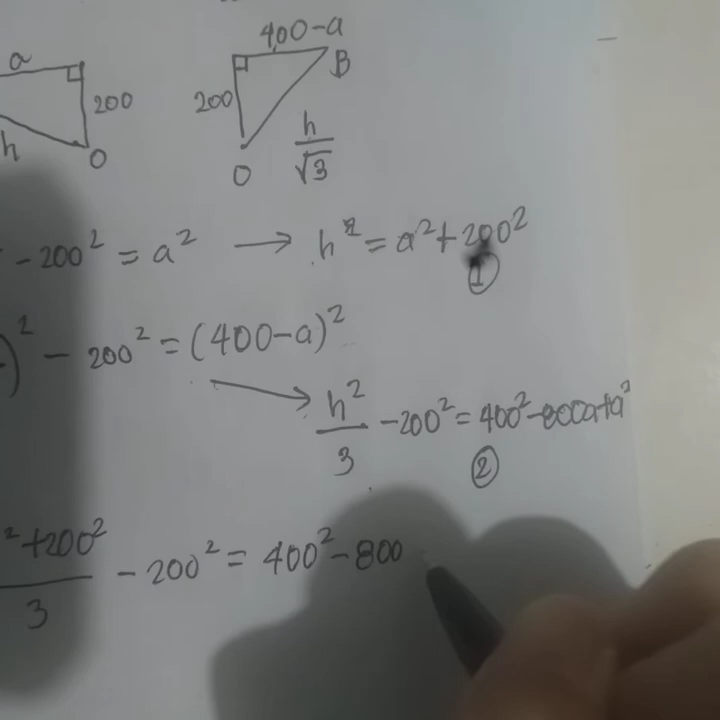 a 400-a
200 200 B
h O O h/√3
- 200² = a² → h² = a² + 200²
①
)² - 200² = (400-a)²
→ h²/3 - 200² = 400² - 800a + a²
②
² + 200²/3 - 200² = 400² - 800